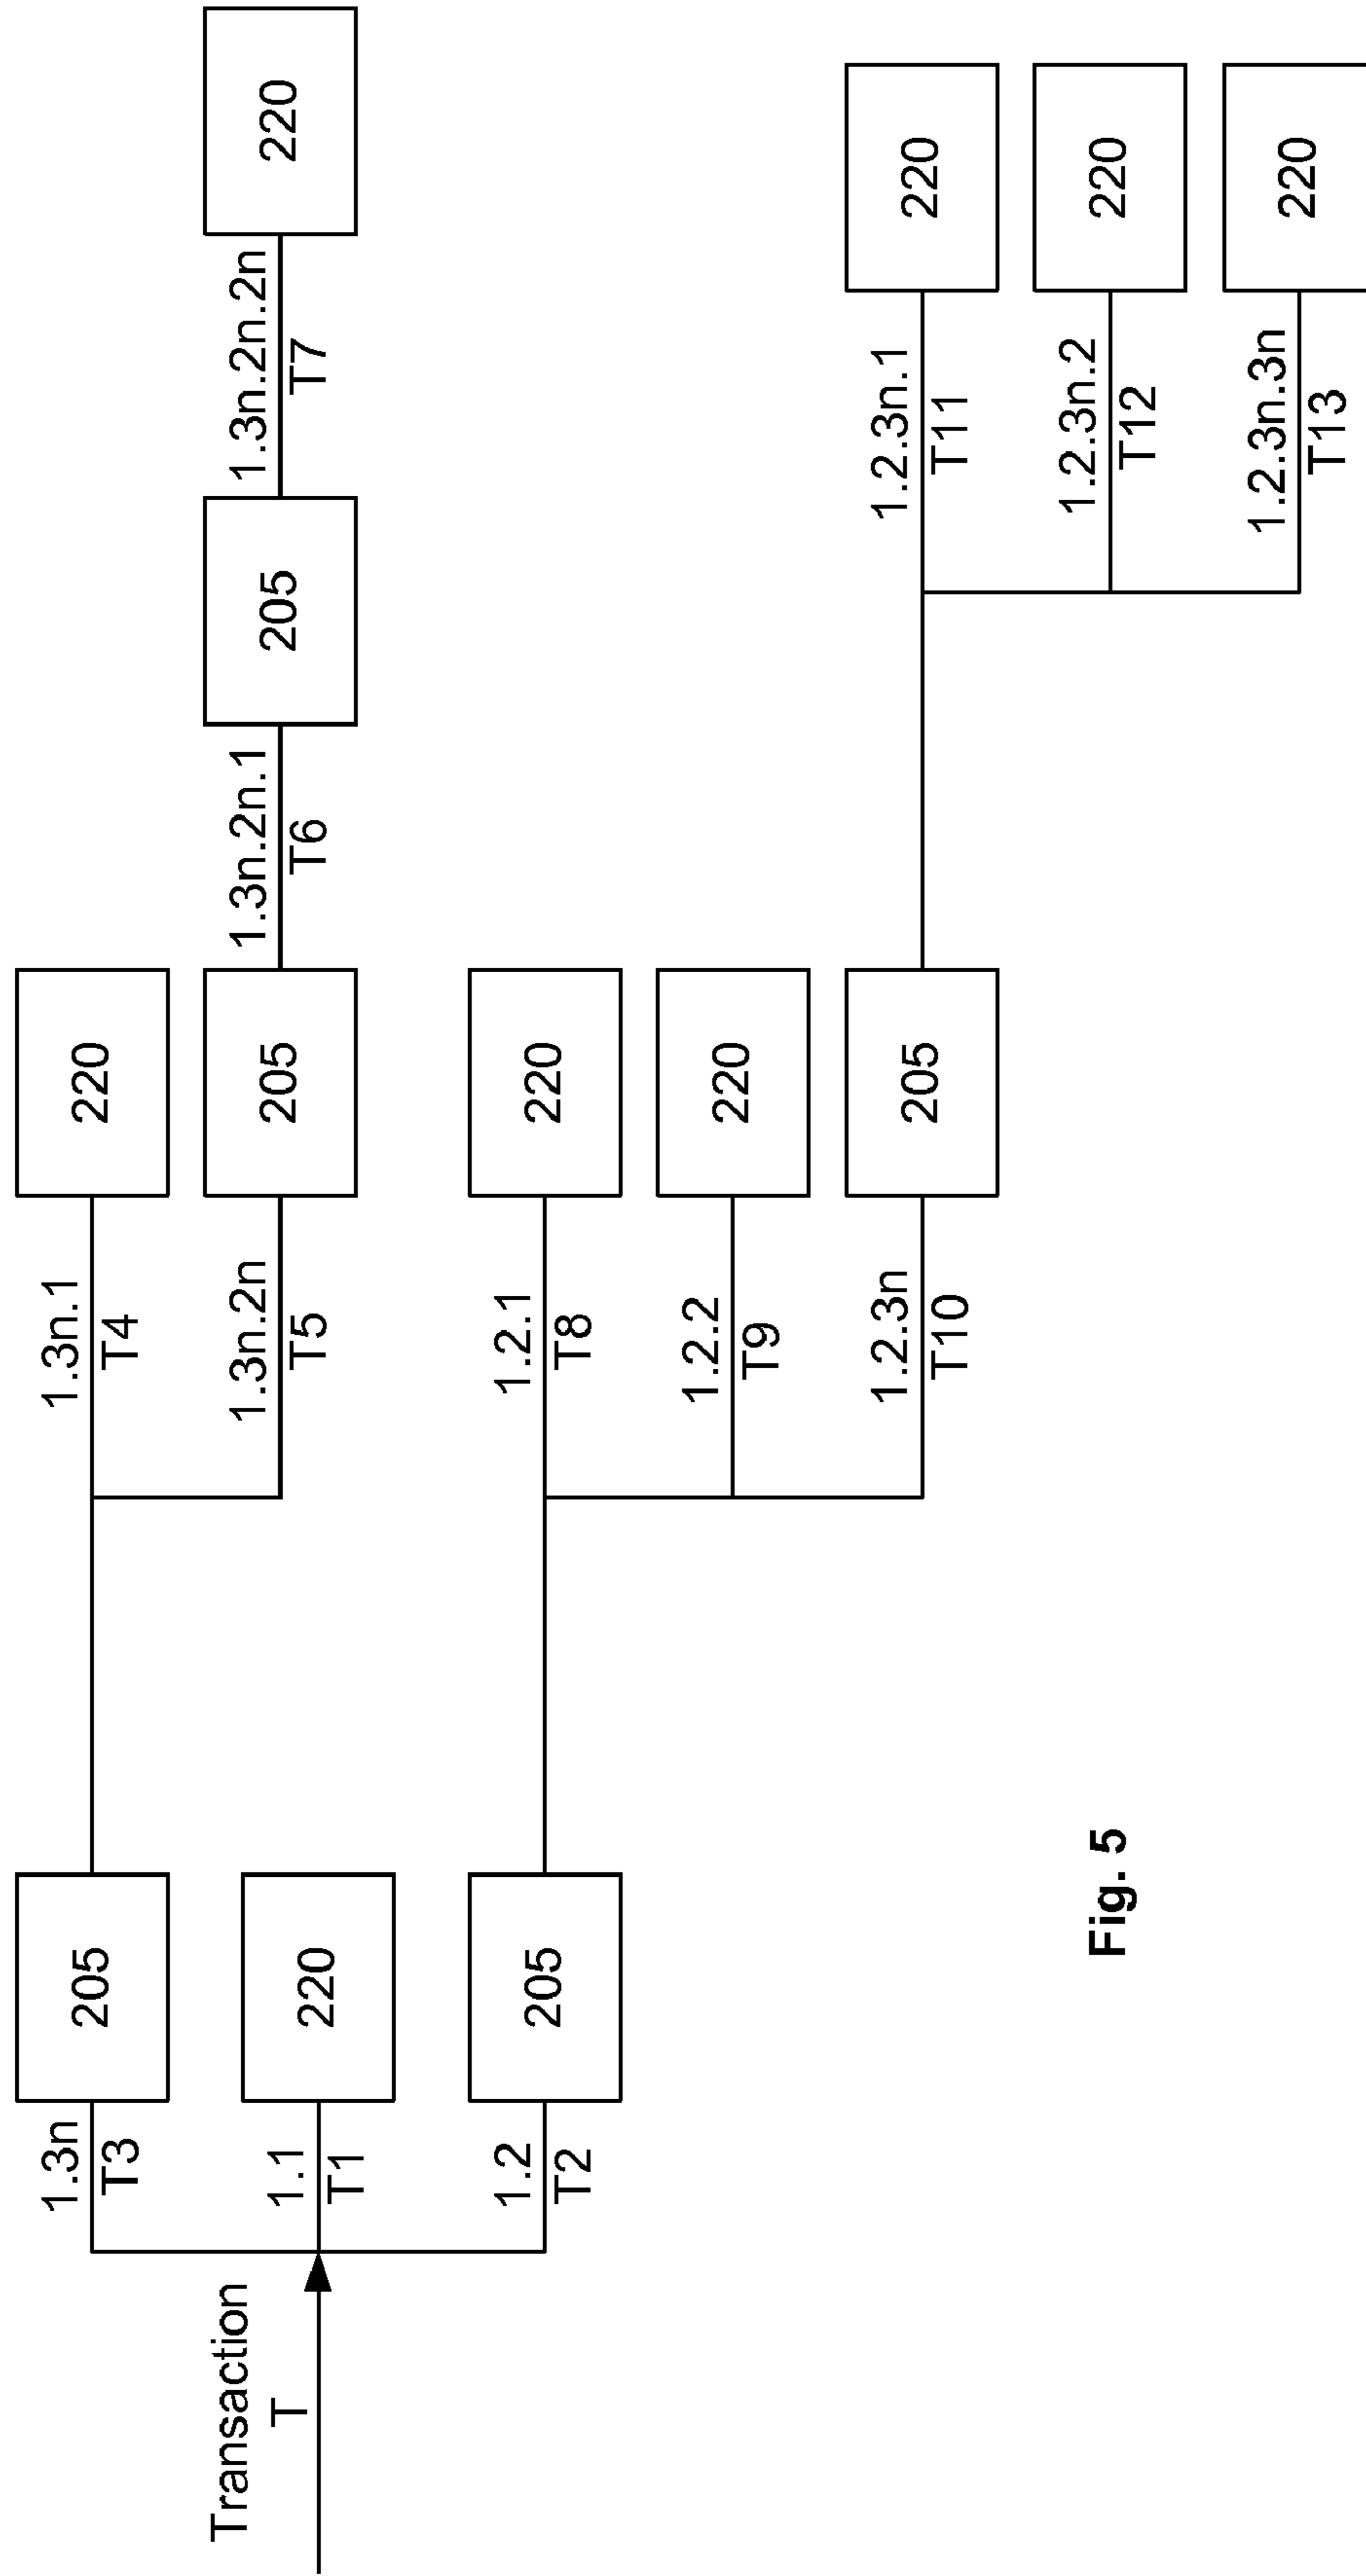 Transaction
T
1.3n
T3
205
1.3n.1
T4
220
1.1
T1
220
1.3n.2n
T5
205
1.3n.2n.1
T6
205
1.3n.2n.2n
T7
220
1.2
T2
205
1.2.1
T8
220
1.2.2
T9
220
1.2.3n
T10
205
1.2.3n.1
T11
220
1.2.3n.2
T12
220
1.2.3n.3n
T13
220
Fig. 5